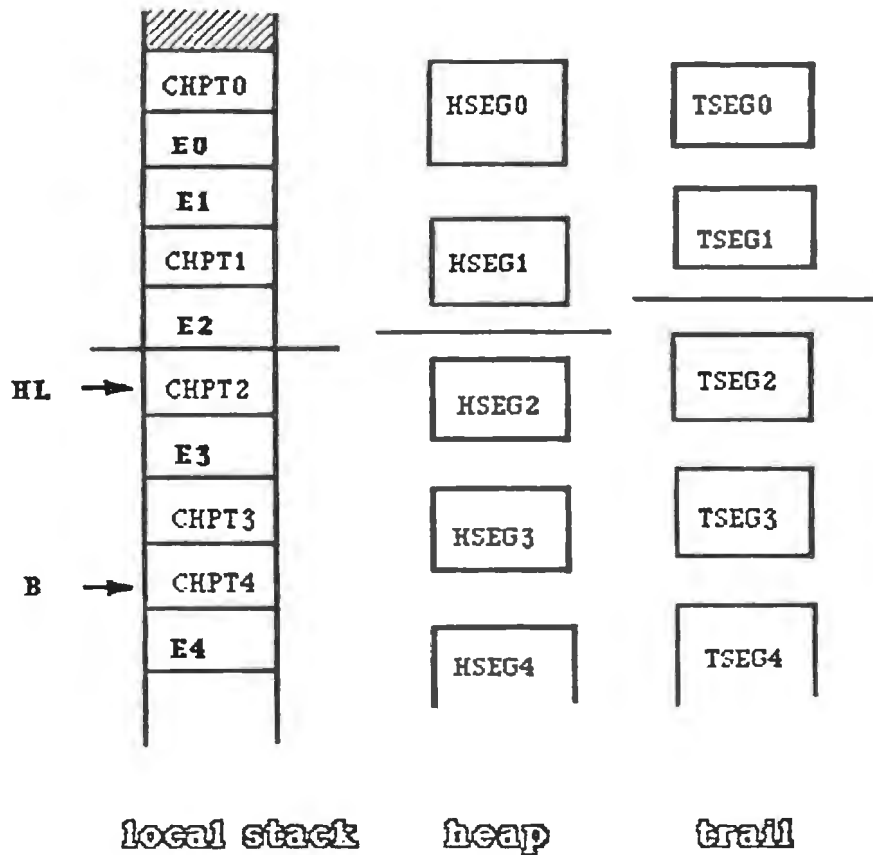 CHPT0
E0
E1
CHPT1
E2
HL
CHPT2
E3
CHPT3
B
CHPT4
E4
HSEG0
HSEG1
HSEG2
HSEG3
HSEG4
TSEG0
TSEG1
TSEG2
TSEG3
TSEG4
local stack
heap
trail